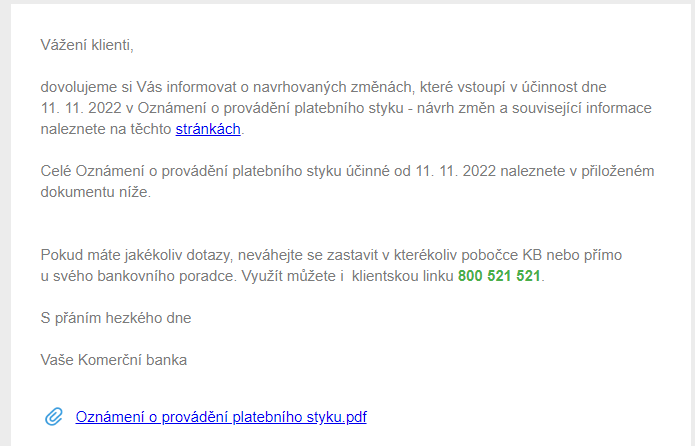 Vážení klienti,
dovolujeme si Vás informovat o navrhovaných změnách, které vstoupí v účinnost dne
11. 11. 2022 v Oznámení o provádění platebního styku - návrh změn a související informace
naleznete na těchto stránkách.
Celé Oznámení o provádění platebního styku účinné od 11. 11. 2022 naleznete v přiloženém
dokumentu níže.
Pokud máte jakékoliv dotazy, neváhejte se zastavit v kterékoliv pobočce KB nebo přímo
u svého bankovního poradce. Využít můžete i  klientskou linku 800 521 521.
S přáním hezkého dne
Vaše Komerční banka
Oznámení o provádění platebního styku.pdf